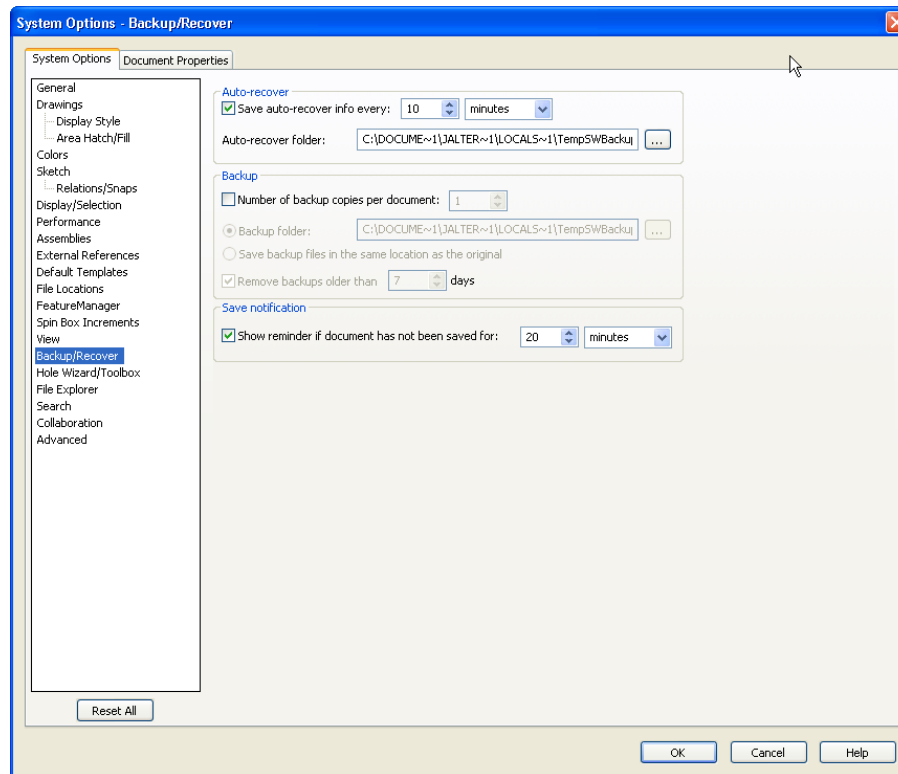 System Options - Backup/Recover
System Options Document Properties
General
Drawings
Display Style
Area Hatch/Fill
Colors
Sketch
Relations/Snaps
Display/Selection
Performance
Assemblies
External References
Default Templates
File Locations
FeatureManager
Spin Box Increments
View
Backup/Recover
Hole Wizard/Toolbox
File Explorer
Search
Collaboration
Advanced
Reset All
Auto-recover
Save auto-recover info every: 10 minutes
Auto-recover folder: C:\DOCUME~1\JALTER~1\LOCALS~1\TempSWBackup ...
Backup
Number of backup copies per document: 1
Backup folder: C:\DOCUME~1\JALTER~1\LOCALS~1\TempSWBackup ...
Save backup files in the same location as the original
Remove backups older than 7 days
Save notification
Show reminder if document has not been saved for: 20 minutes
OK Cancel Help